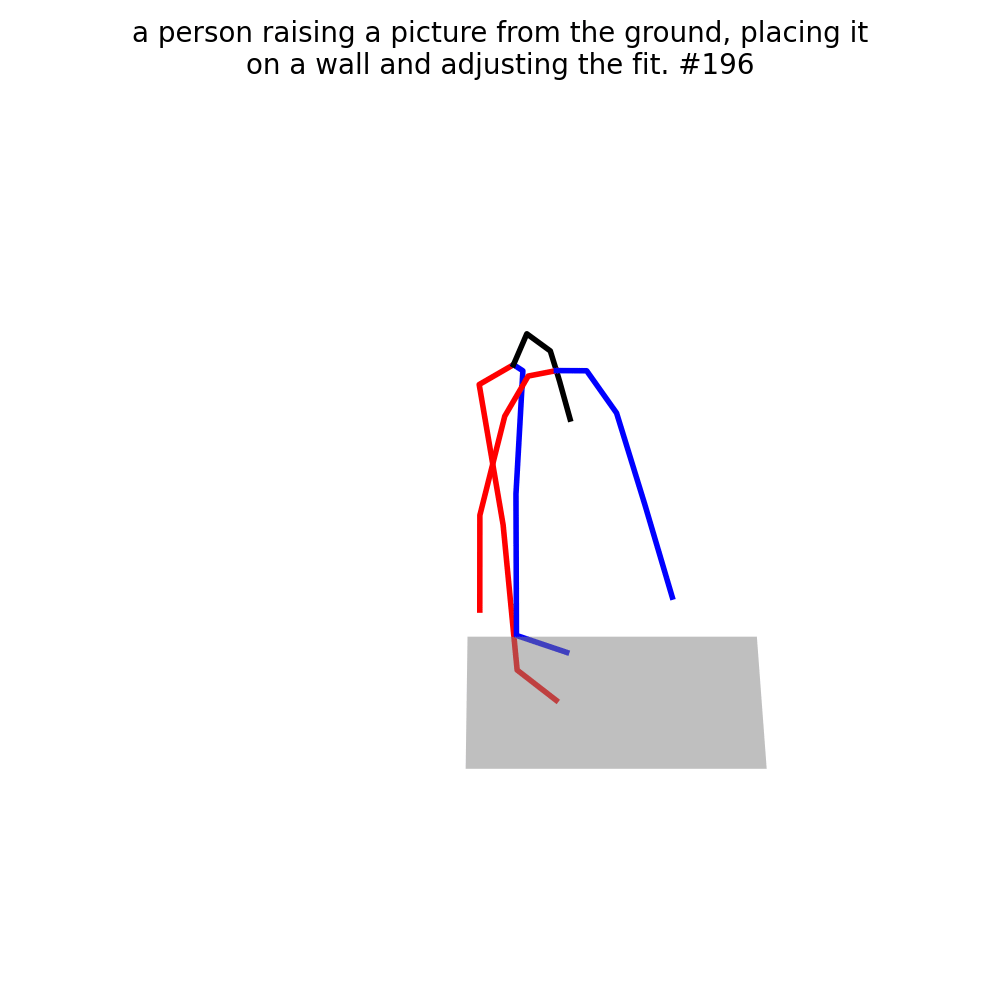 a person raising a picture from the ground, placing it
on a wall and adjusting the fit. #196